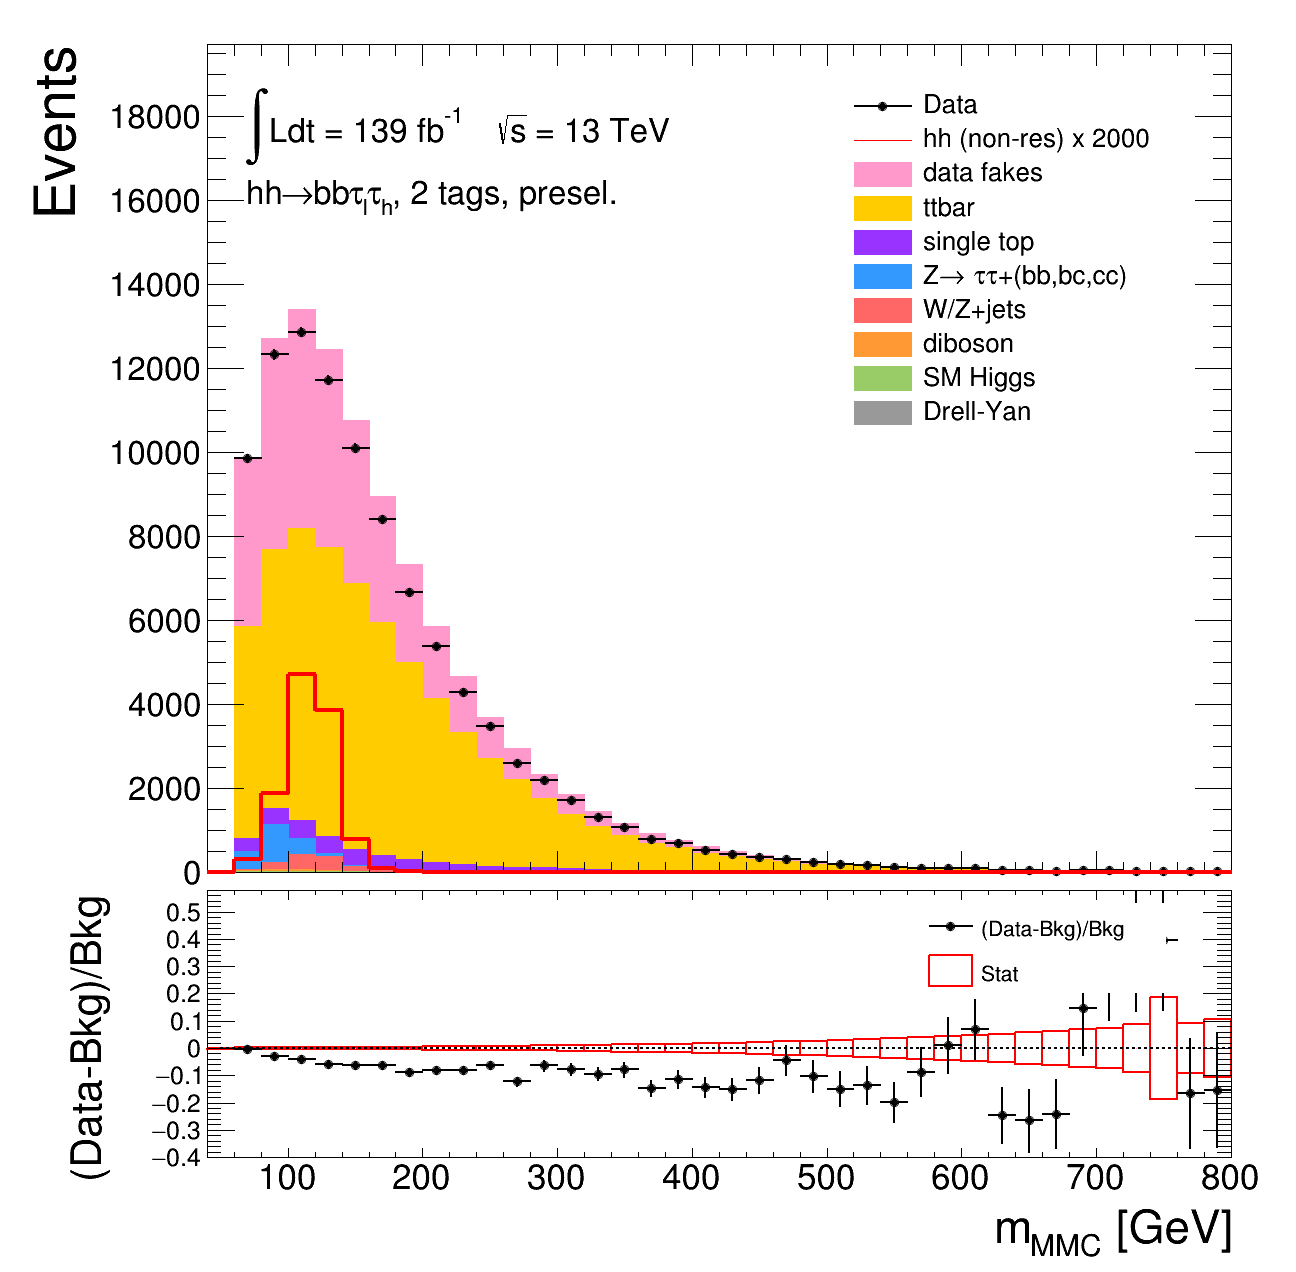 Events
18000
16000
14000
12000
10000
8000
6000
4000
2000
0
∫Ldt = 139 fb⁻¹ √s = 13 TeV
hh→bbτₗτₕ, 2 tags, presel.
Data
hh (non-res) x 2000
data fakes
ttbar
single top
Z→ ττ+(bb,bc,cc)
W/Z+jets
diboson
SM Higgs
Drell-Yan
(Data-Bkg)/Bkg
0.5
0.4
0.3
0.2
0.1
0
−0.1
−0.2
−0.3
−0.4
(Data-Bkg)/Bkg
Stat
100 200 300 400 500 600 700 800
m_MMC [GeV]